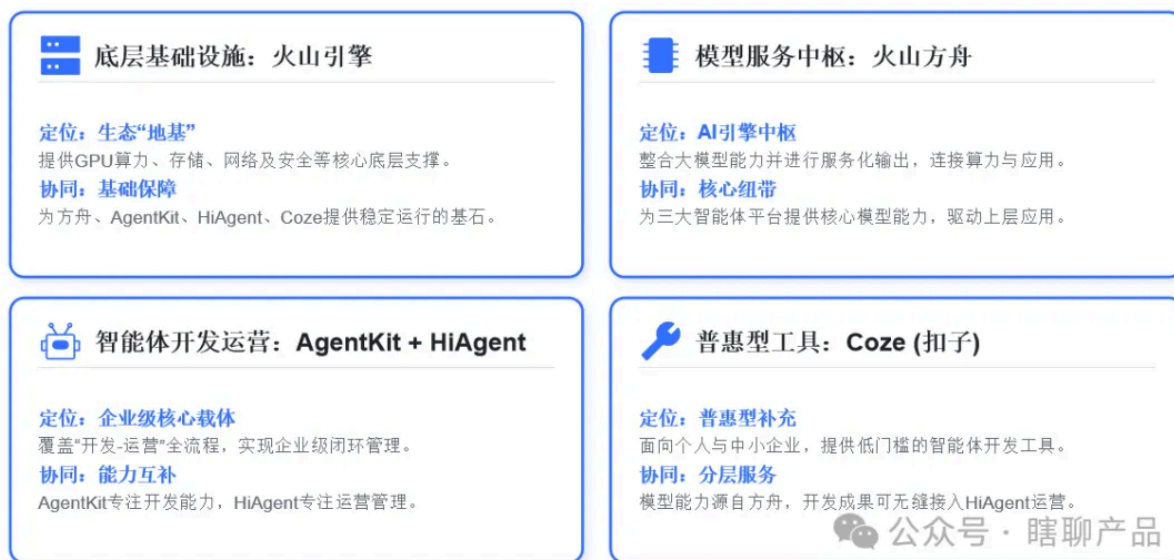 底层基础设施：火山引擎
定位：生态“地基”
提供GPU算力、存储、网络及安全等核心底层支撑。
协同：基础保障
为方舟、AgentKit、HiAgent、Coze提供稳定运行的基石。
模型服务中枢：火山方舟
定位：AI引擎中枢
整合大模型能力并进行服务化输出，连接算力与应用。
协同：核心纽带
为三大智能体平台提供核心模型能力，驱动上层应用。
智能体开发运营：AgentKit + HiAgent
定位：企业级核心载体
覆盖“开发-运营”全流程，实现企业级闭环管理。
协同：能力互补
AgentKit专注开发能力，HiAgent专注运营管理。
普惠型工具：Coze (扣子)
定位：普惠型补充
面向个人与中小企业，提供低门槛的智能体开发工具。
协同：分层服务
模型能力源自方舟，开发成果可无缝接入HiAgent运营。
公众号 · 瞎聊产品